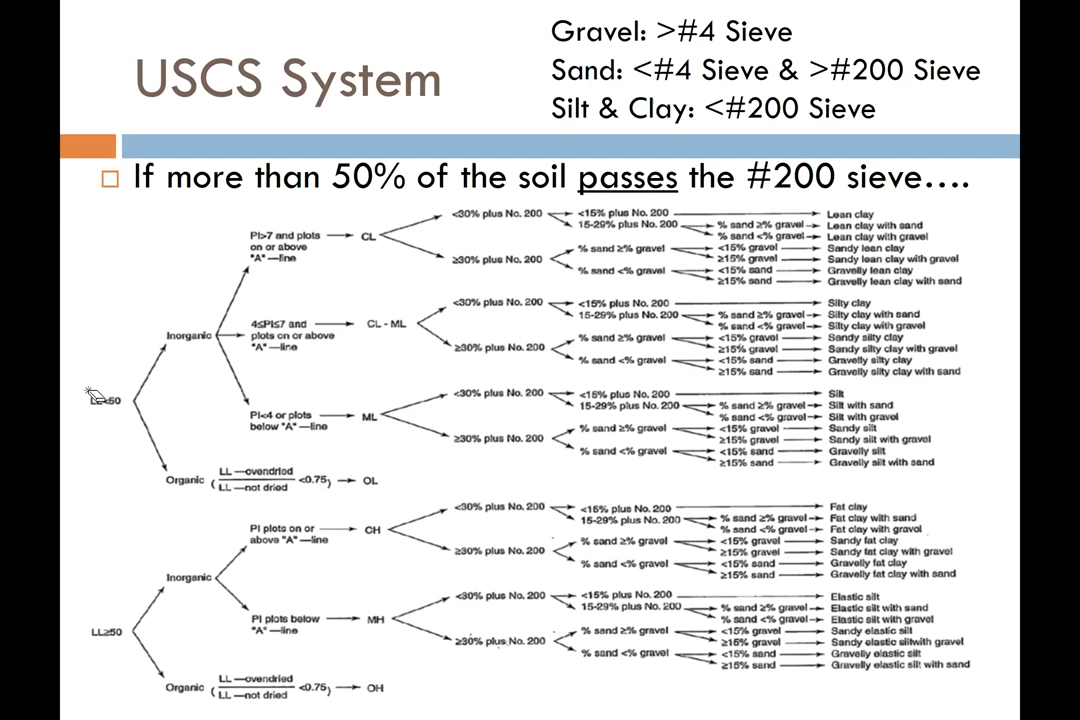 Gravel: >#4 Sieve
USCS System
Sand: <#4 Sieve & >#200 Sieve
Silt & Clay: <#200 Sieve
If more than 50% of the soil passes the #200 sieve….
<30% plus No. 200
<15% plus No. 200
Lean clay
15-29% plus No. 200
% sand ≥% gravel
Lean clay with sand
% sand <% gravel
Lean clay with gravel
PI>7 and plots
on or above
"A" —line
CL
≥30% plus No. 200
% sand ≥% gravel
<15% gravel
Sandy lean clay
≥15% gravel
Sandy lean clay with gravel
% sand <% gravel
<15% sand
Gravelly lean clay
≥15% sand
Gravelly lean clay with sand
<30% plus No. 200
<15% plus No. 200
Silty clay
15-29% plus No. 200
% sand ≥% gravel
Silty clay with sand
% sand <% gravel
Silty clay with gravel
Inorganic
4≤PI≤7 and
plots on or above
"A" —line
CL - ML
≥30% plus No. 200
% sand ≥% gravel
<15% gravel
Sandy silty clay
≥15% gravel
Sandy silty clay with gravel
% sand <% gravel
<15% sand
Gravelly silty clay
≥15% sand
Gravelly silty clay with sand
<30% plus No. 200
<15% plus No. 200
Silt
15-29% plus No. 200
% sand ≥% gravel
Silt with sand
% sand <% gravel
Silt with gravel
PI<4 or plots
below "A" —line
ML
≥30% plus No. 200
% sand ≥% gravel
<15% gravel
Sandy silt
≥15% gravel
Sandy silt with gravel
% sand <% gravel
<15% sand
Gravelly silt
≥15% sand
Gravelly silt with sand
Organic ( LL —ovendried
LL —not dried <0.75) OL
<30% plus No. 200
<15% plus No. 200
Fat clay
15-29% plus No. 200
% sand ≥% gravel
Fat clay with sand
% sand <% gravel
Fat clay with gravel
PI plots on or
above "A" —line
CH
≥30% plus No. 200
% sand ≥% gravel
<15% gravel
Sandy fat clay
≥15% gravel
Sandy fat clay with gravel
% sand <% gravel
<15% sand
Gravelly fat clay
≥15% sand
Gravelly fat clay with sand
Inorganic
<30% plus No. 200
<15% plus No. 200
Elastic silt
15-29% plus No. 200
% sand ≥% gravel
Elastic silt with sand
% sand <% gravel
Elastic silt with gravel
LL≥50
PI plots below
"A" —line
MH
≥30% plus No. 200
% sand ≥% gravel
<15% gravel
Sandy elastic silt
≥15% gravel
Sandy elastic siltwith gravel
% sand <% gravel
<15% sand
Gravelly elastic silt
≥15% sand
Gravelly elastic silt with sand
Organic ( LL —ovendried
LL —not dried <0.75) OH